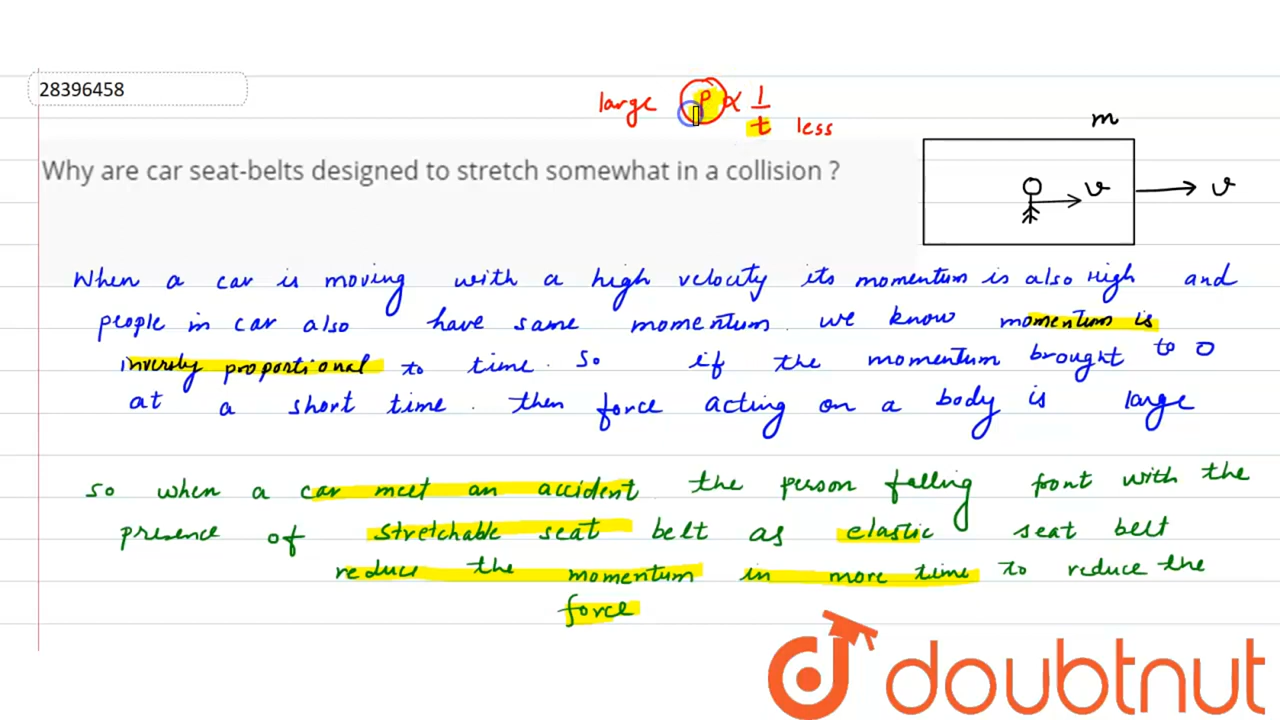 28396458
large P ∝ 1/t less
m
Why are car seat-belts designed to stretch somewhat in a collision ?
v v
When a car is moving with a high velocity its momentum is also High and
people in car also have same momentum. we know momentum is
inversly proportional to time. So if the momentum brought to 0
at a short time. then force acting on a body is large
so when a car meet an accident. the person falling front with the
presence of stretchable seat belt as elastic seat belt
reduce the momentum in more time to reduce the
force
doubtnut